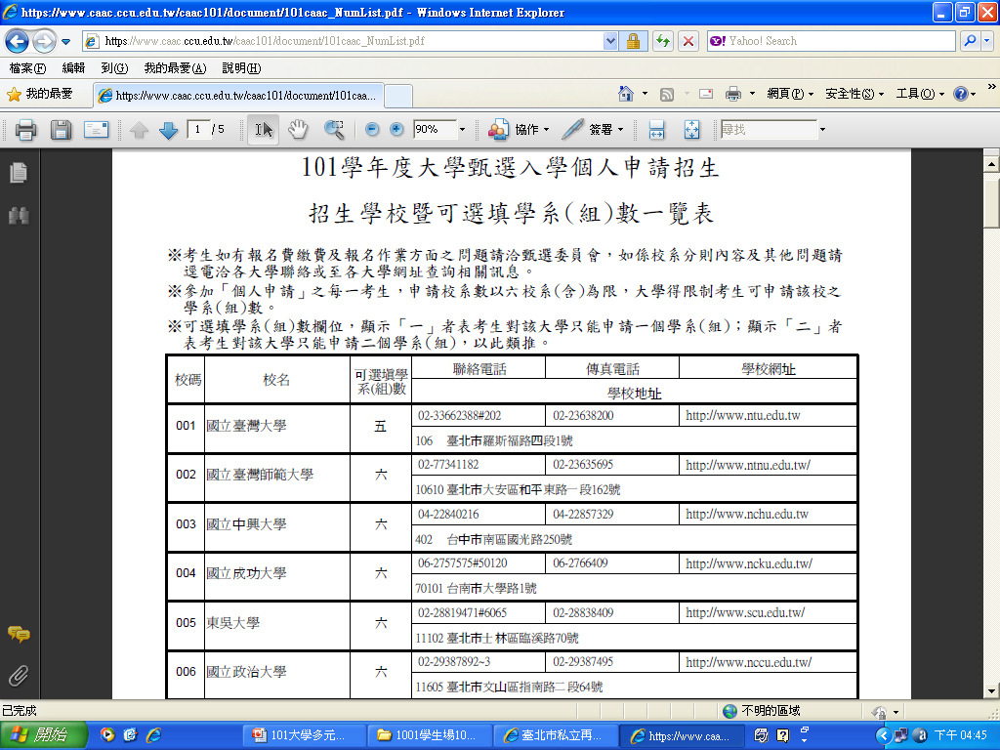 https://www.caac.ccu.edu.tw/caac101/document/101caac_NumList.pdf - Windows Internet Explorer
https://www.caac.ccu.edu.tw/caac101/document/101caac_NumList.pdf
Yahoo! Search
檔案(F) 編輯 到(G) 我的最愛(A) 說明(H)
我的最愛 https://www.caac.ccu.edu.tw/caac101/document/101caa... 網頁(P) 安全性(S) 工具(O)
1 / 5 90% 協作 簽署 尋找
101學年度大學甄選入學個人申請招生
招生學校暨可選填學系(組)數一覽表
※考生如有報名費繳費及報名作業方面之問題請洽甄選委員會，如係校系分則內容及其他問題請
逕電洽各大學聯絡或至各大學網址查詢相關訊息。
※參加「個人申請」之每一考生，申請校系數以六校系(含)為限，大學得限制考生可申請該校之
學系(組)數。
※可選填學系(組)數欄位，顯示「一」者表考生對該大學只能申請一個學系(組)；顯示「二」者
表考生對該大學只能申請二個學系(組)，以此類推。
校碼 校名 可選填學系(組)數 聯絡電話 傳真電話 學校網址
學校地址
001 國立臺灣大學 五 02-33662388#202 02-23638200 http://www.ntu.edu.tw
106 臺北市羅斯福路四段1號
002 國立臺灣師範大學 六 02-77341182 02-23635695 http://www.ntnu.edu.tw/
10610 臺北市大安區和平東路一段162號
003 國立中興大學 六 04-22840216 04-22857329 http://www.nchu.edu.tw
402 台中市南區國光路250號
004 國立成功大學 六 06-2757575#50120 06-2766409 http://www.ncku.edu.tw/
70101 台南市大學路1號
005 東吳大學 六 02-28819471#6065 02-28838409 http://www.scu.edu.tw/
11102 臺北市士林區臨溪路70號
006 國立政治大學 六 02-29387892~3 02-29387495 http://www.nccu.edu.tw/
11605 臺北市文山區指南路二段64號
已完成 不明的區域
開始 101大學多元... 1001學生場10... 臺北市私立再... https://www.caa... 下午 04:45